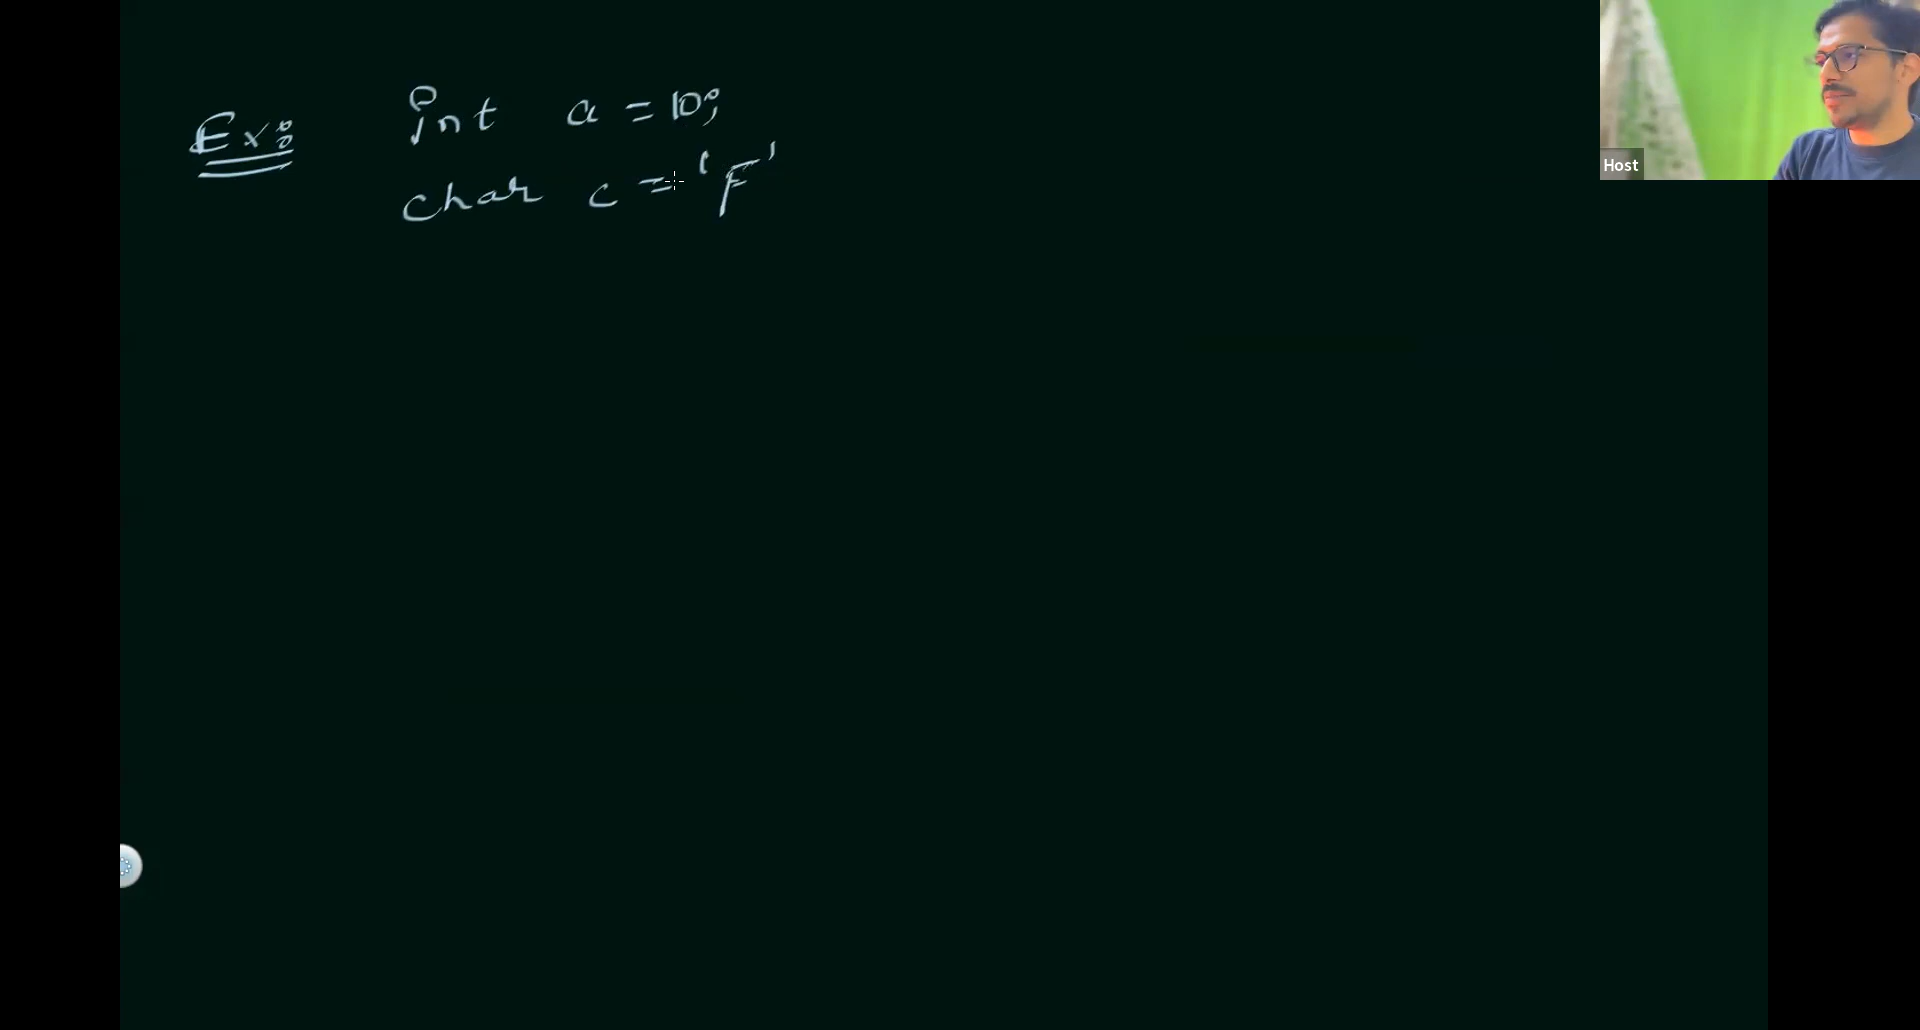 Ex: int a = 10;
char c = 'F'
Host